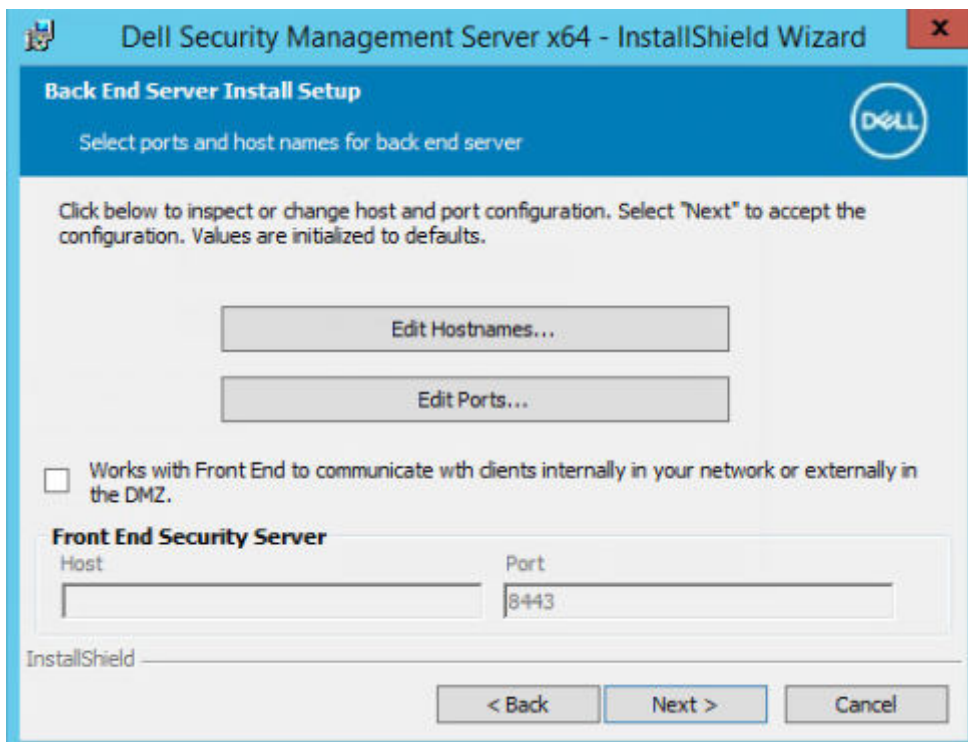 Dell Security Management Server x64 - InstallShield Wizard
x
Back End Server Install Setup
DELL
Select ports and host names for back end server
Click below to inspect or change host and port configuration. Select "Next" to accept the
configuration. Values are initialized to defaults.
Edit Hostnames...
Edit Ports...
Works with Front End to communicate wth clients internally in your network or externally in
the DMZ.
Front End Security Server
Host
Port
8443
InstallShield
< Back
Next >
Cancel